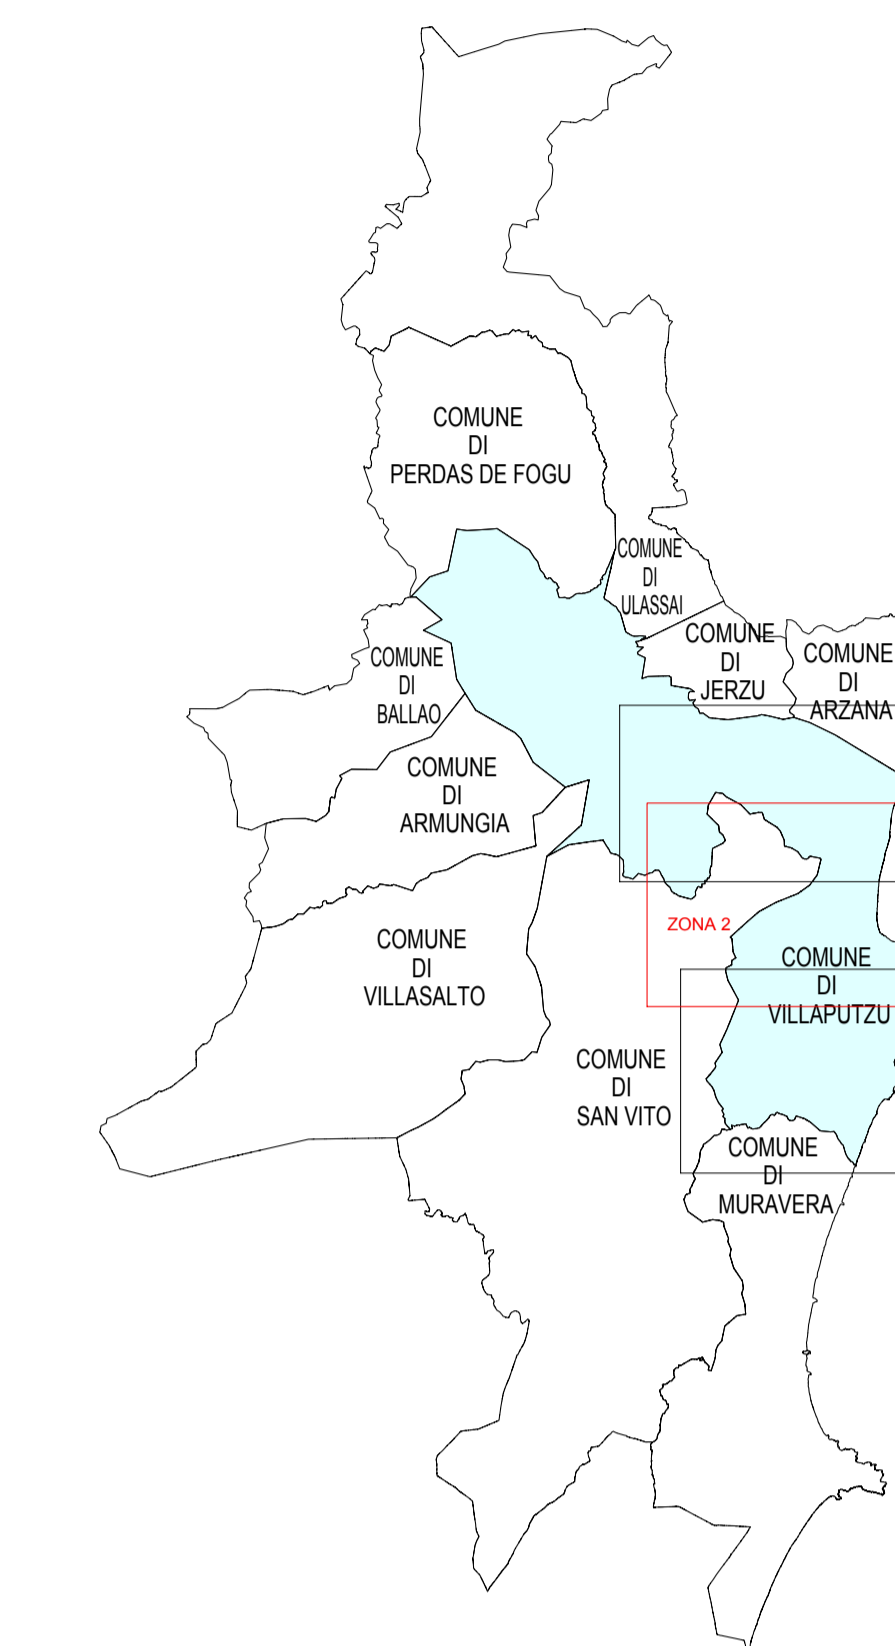 COMUNE
DI
PERDAS DE FOGU
COMUNE
DI
ULASSAI
COMUNE
DI
JERZU
COMUNE
DI
ARZANA
COMUNE
DI
BALLAO
COMUNE
DI
ARMUNGIA
ZONA 2
COMUNE
DI
VILLASALTO
COMUNE
DI
VILLAPUTZU
COMUNE
DI
SAN VITO
COMUNE
DI
MURAVERA